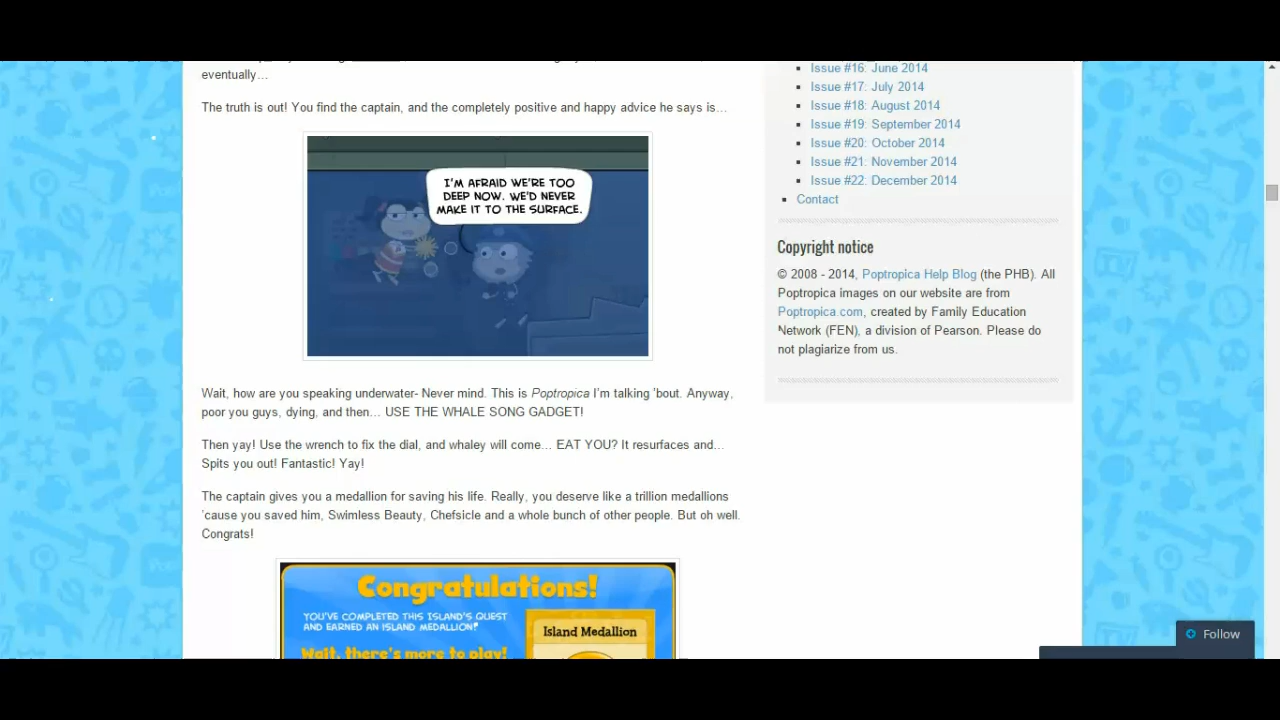 eventually…
The truth is out! You find the captain, and the completely positive and happy advice he says is…
I'M AFRAID WE'RE TOO
DEEP NOW. WE'D NEVER
MAKE IT TO THE SURFACE.
Wait, how are you speaking underwater- Never mind. This is Poptropica I'm talking 'bout. Anyway,
poor you guys, dying, and then… USE THE WHALE SONG GADGET!
Then yay! Use the wrench to fix the dial, and whaley will come… EAT YOU? It resurfaces and…
Spits you out! Fantastic! Yay!
The captain gives you a medallion for saving his life. Really, you deserve like a trillion medallions
'cause you saved him, Swimless Beauty, Chefsicle and a whole bunch of other people. But oh well.
Congrats!
Congratulations!
YOU'VE COMPLETED THIS ISLAND'S QUEST
AND EARNED AN ISLAND MEDALLION!
Wait, there's more to play!
Island Medallion
Issue #16: June 2014
Issue #17: July 2014
Issue #18: August 2014
Issue #19: September 2014
Issue #20: October 2014
Issue #21: November 2014
Issue #22: December 2014
Contact
Copyright notice
© 2008 - 2014, Poptropica Help Blog (the PHB). All
Poptropica images on our website are from
Poptropica.com, created by Family Education
Network (FEN), a division of Pearson. Please do
not plagiarize from us.
Follow